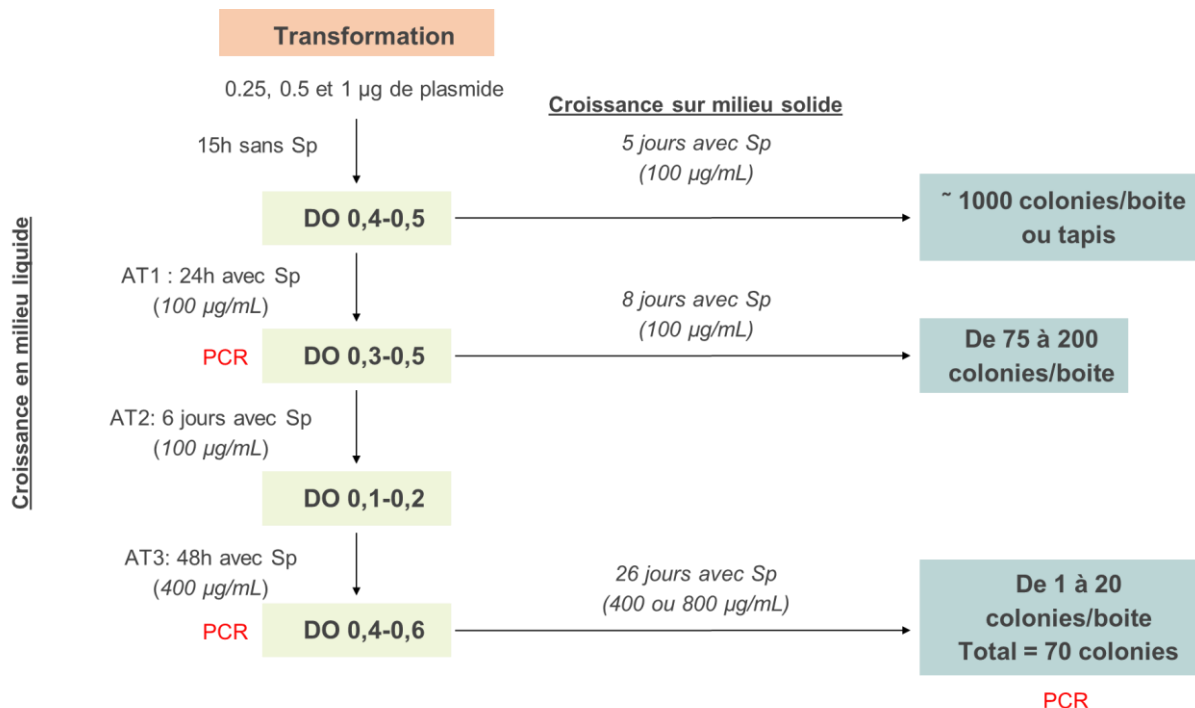 Transformation
0.25, 0.5 et 1 µg de plasmide
Croissance sur milieu solide
15h sans Sp
5 jours avec Sp
(100 µg/mL)
DO 0,4-0,5
~ 1000 colonies/boite
ou tapis
Croissance en milieu liquide
AT1 : 24h avec Sp
(100 µg/mL)
8 jours avec Sp
(100 µg/mL)
PCR
DO 0,3-0,5
De 75 à 200
colonies/boite
AT2: 6 jours avec Sp
(100 µg/mL)
DO 0,1-0,2
AT3: 48h avec Sp
(400 µg/mL)
26 jours avec Sp
(400 ou 800 µg/mL)
PCR
DO 0,4-0,6
De 1 à 20
colonies/boite
Total = 70 colonies
PCR